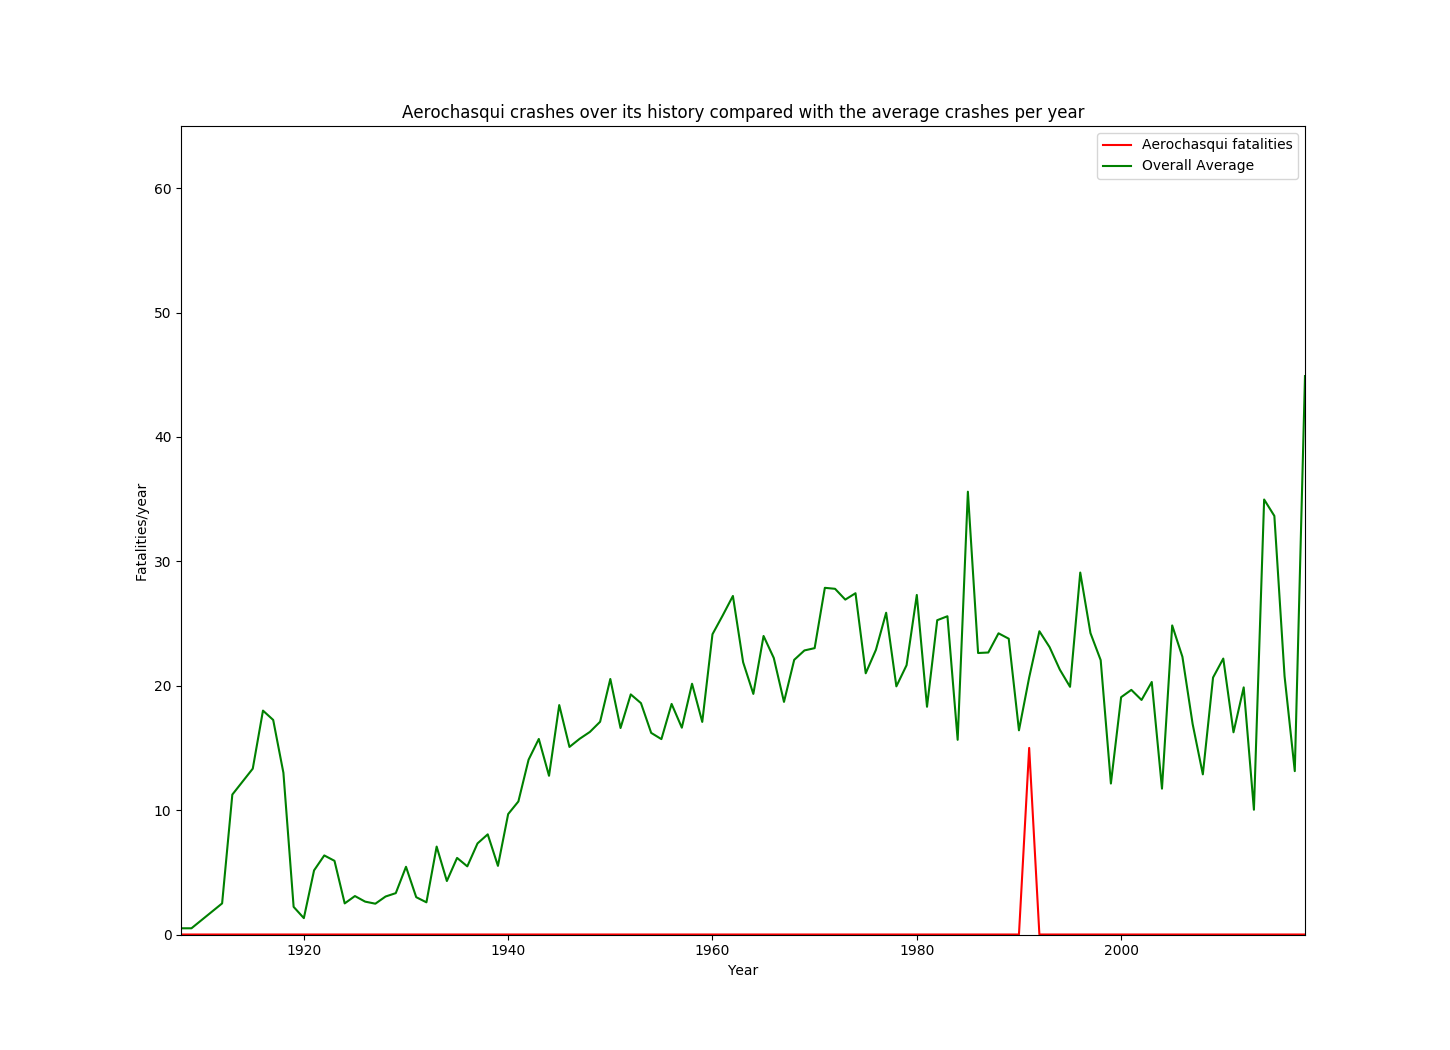 Aerochasqui crashes over its history compared with the average crashes per year
Aerochasqui fatalities
Overall Average
60
50
40
30
20
10
0
Fatalities/year
1920 1940 1960 1980 2000
Year